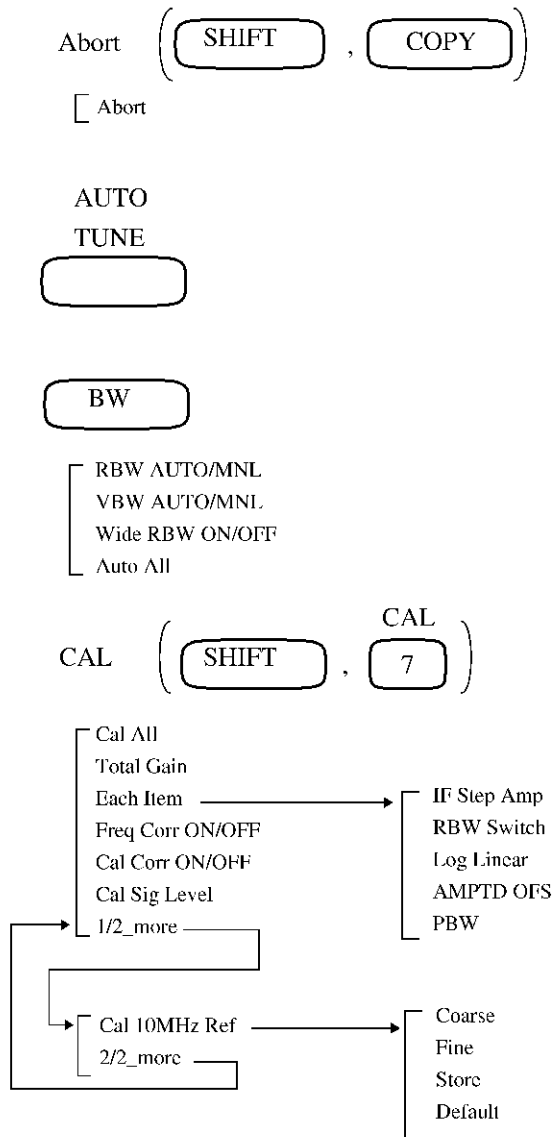 Abort ( SHIFT , COPY )
Abort
AUTO
TUNE
BW
RBW AUTO/MNL
VBW AUTO/MNL
Wide RBW ON/OFF
Auto All
CAL
CAL ( SHIFT , 7 )
Cal All
Total Gain
Each Item
IF Step Amp
Freq Corr ON/OFF
RBW Switch
Cal Corr ON/OFF
Log Linear
Cal Sig Level
AMPTD OFS
1/2_more
PBW
Cal 10MHz Ref
Coarse
2/2_more
Fine
Store
Default